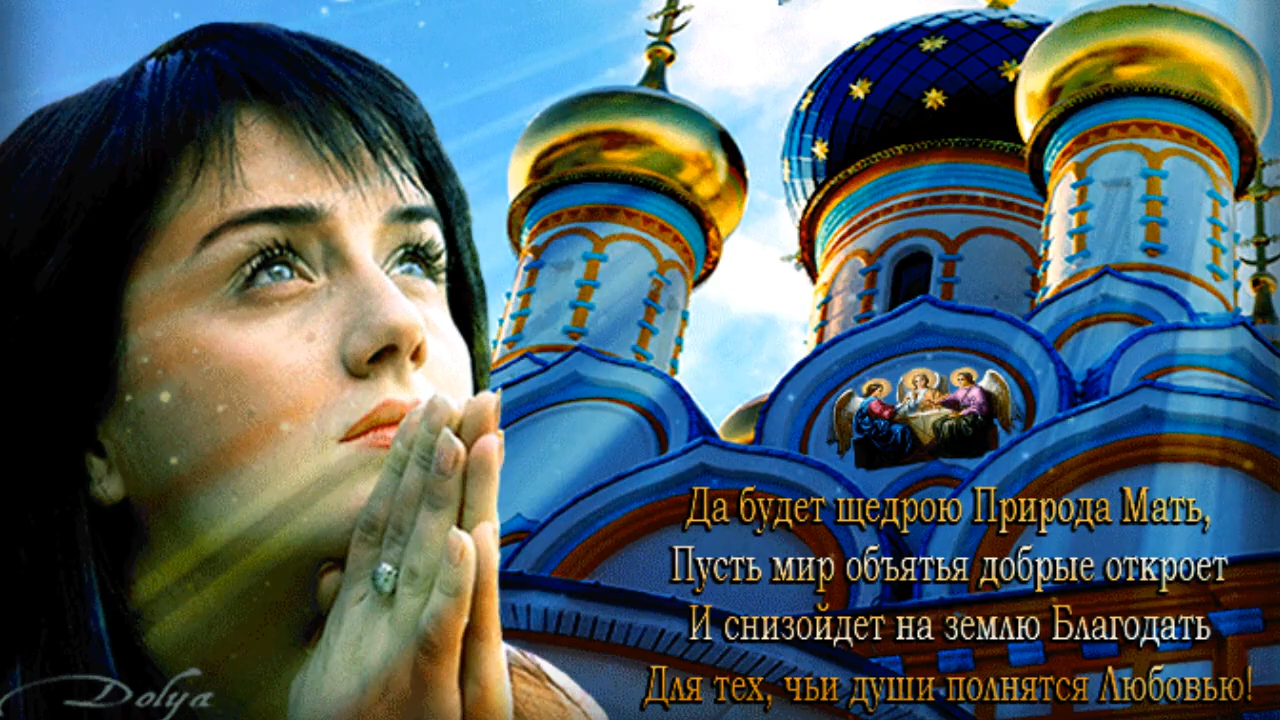 Да будет щедрою Природа Мать,
Пусть мир объятья добрые откроет
И снизойдет на землю Благодать
Для тех, чьи души полнятся Любовью!
Dolya